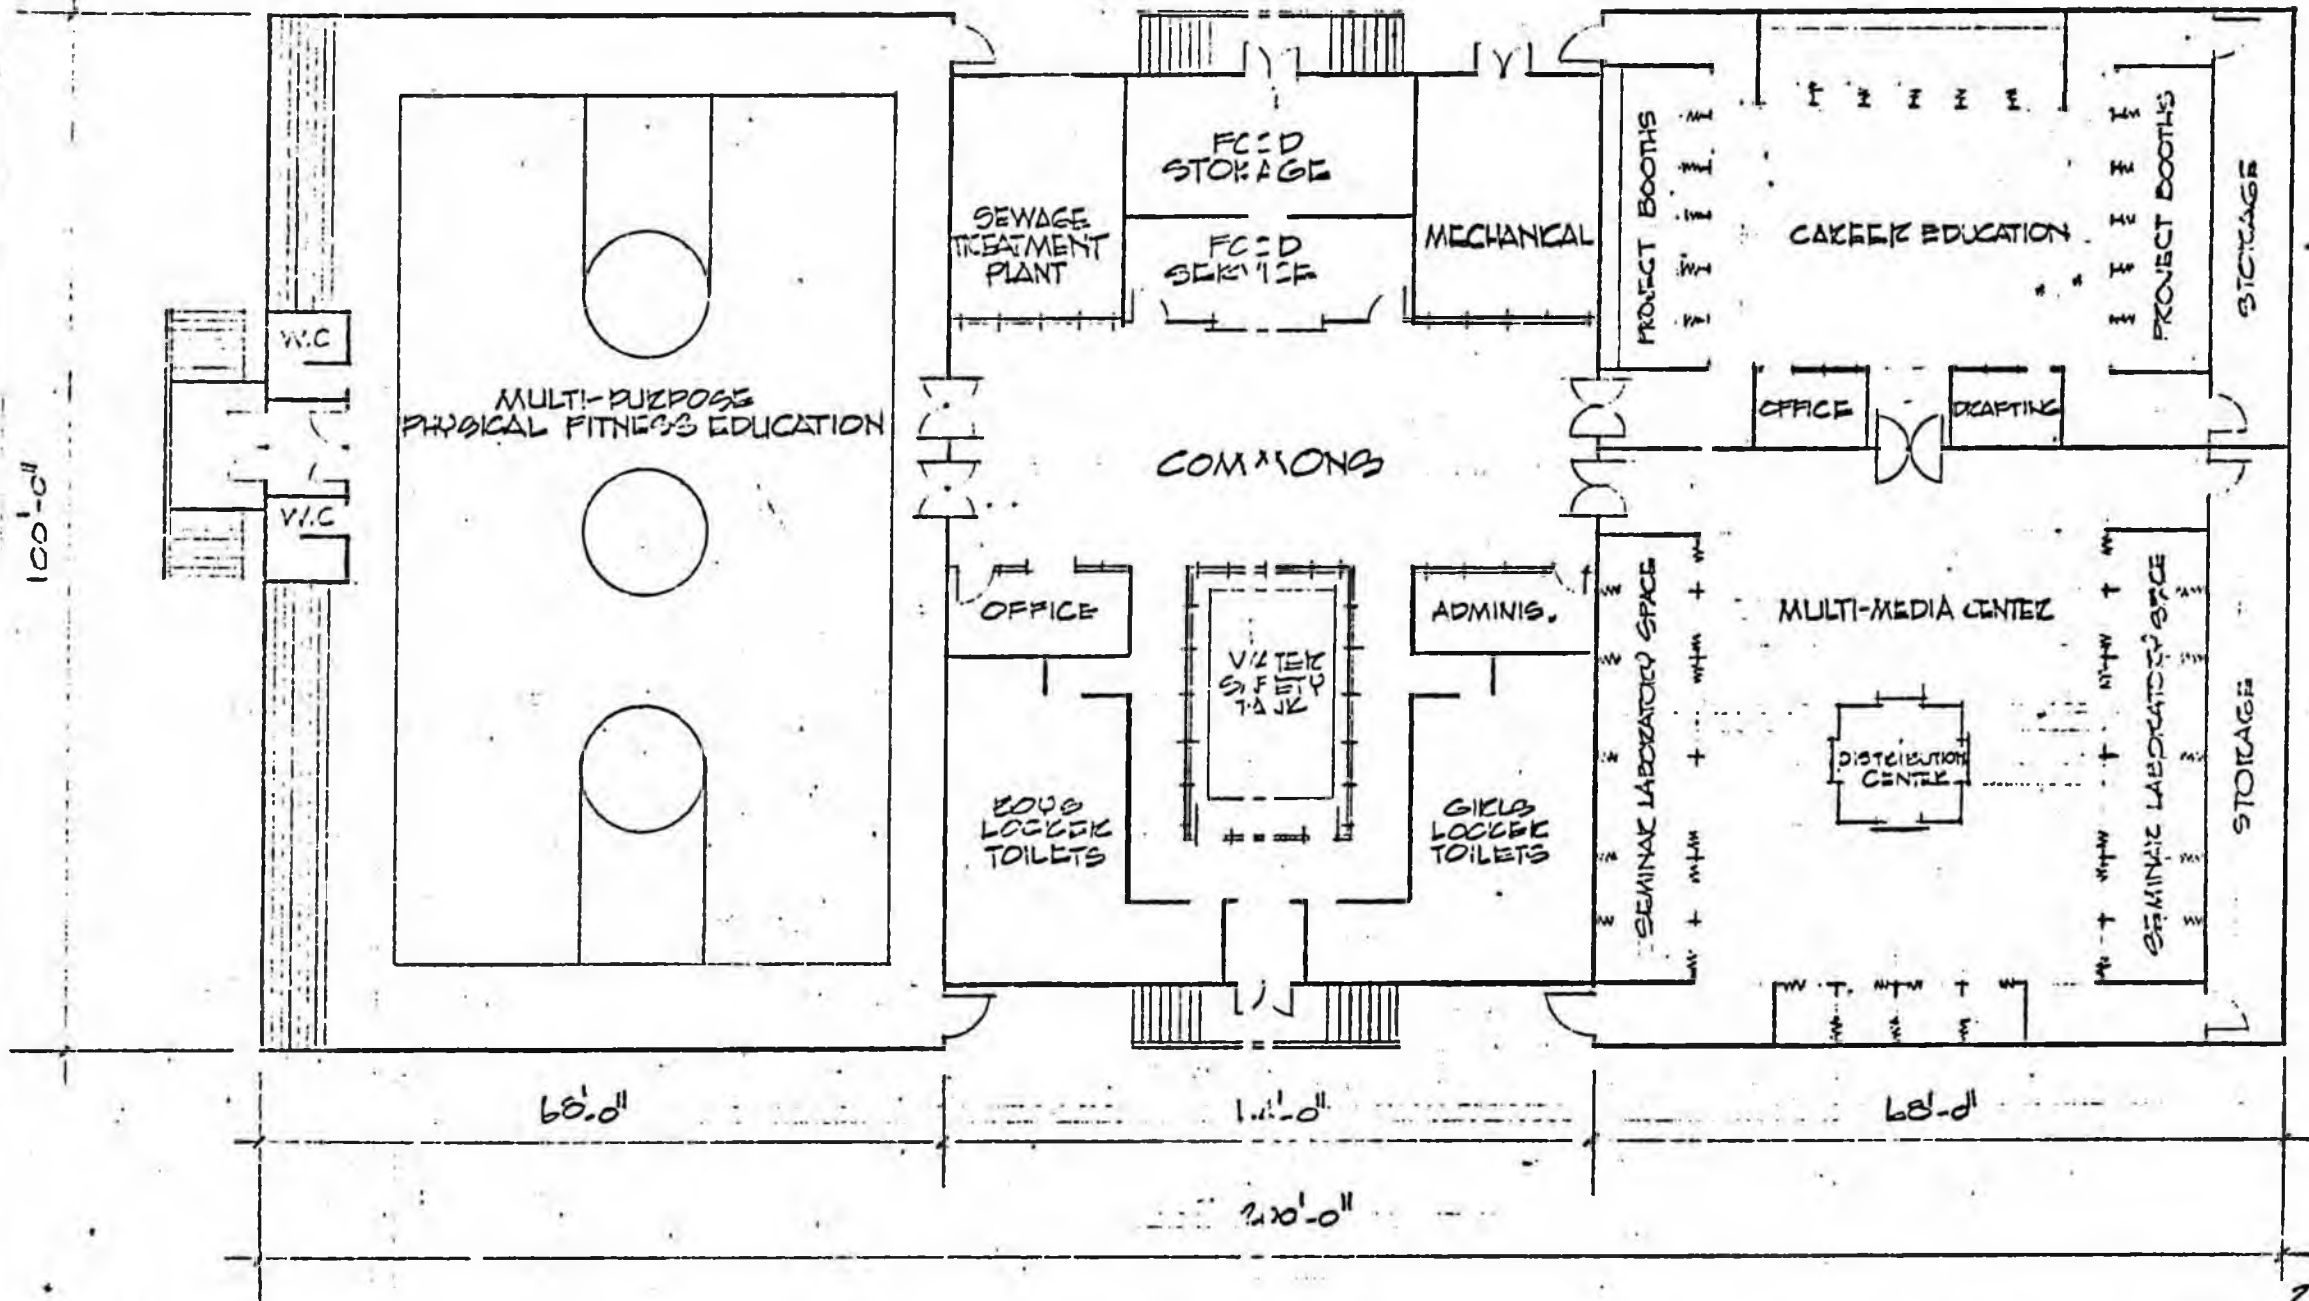 FOOD
STORAGE
SEWAGE
TREATMENT
PLANT
FOOD
SERVICE
MECHANICAL
PROJECT BOOTHS
CAREER EDUCATION
PROJECT BOOTHS
STORAGE
W.C
MULTI-PURPOSE
PHYSICAL FITNESS EDUCATION
OFFICE
DRAFTING
COMMONS
100'-0"
W.C
OFFICE
WATER
SAFETY
TANK
ADMINIS.
SEMINAR LABORATORY SPACE
MULTI-MEDIA CENTER
SEMINAR LABORATORY SPACE
STORAGE
DISTRIBUTION
CENTER
BOYS
LOCKER
TOILETS
GIRLS
LOCKER
TOILETS
68'-0"
68'-0"